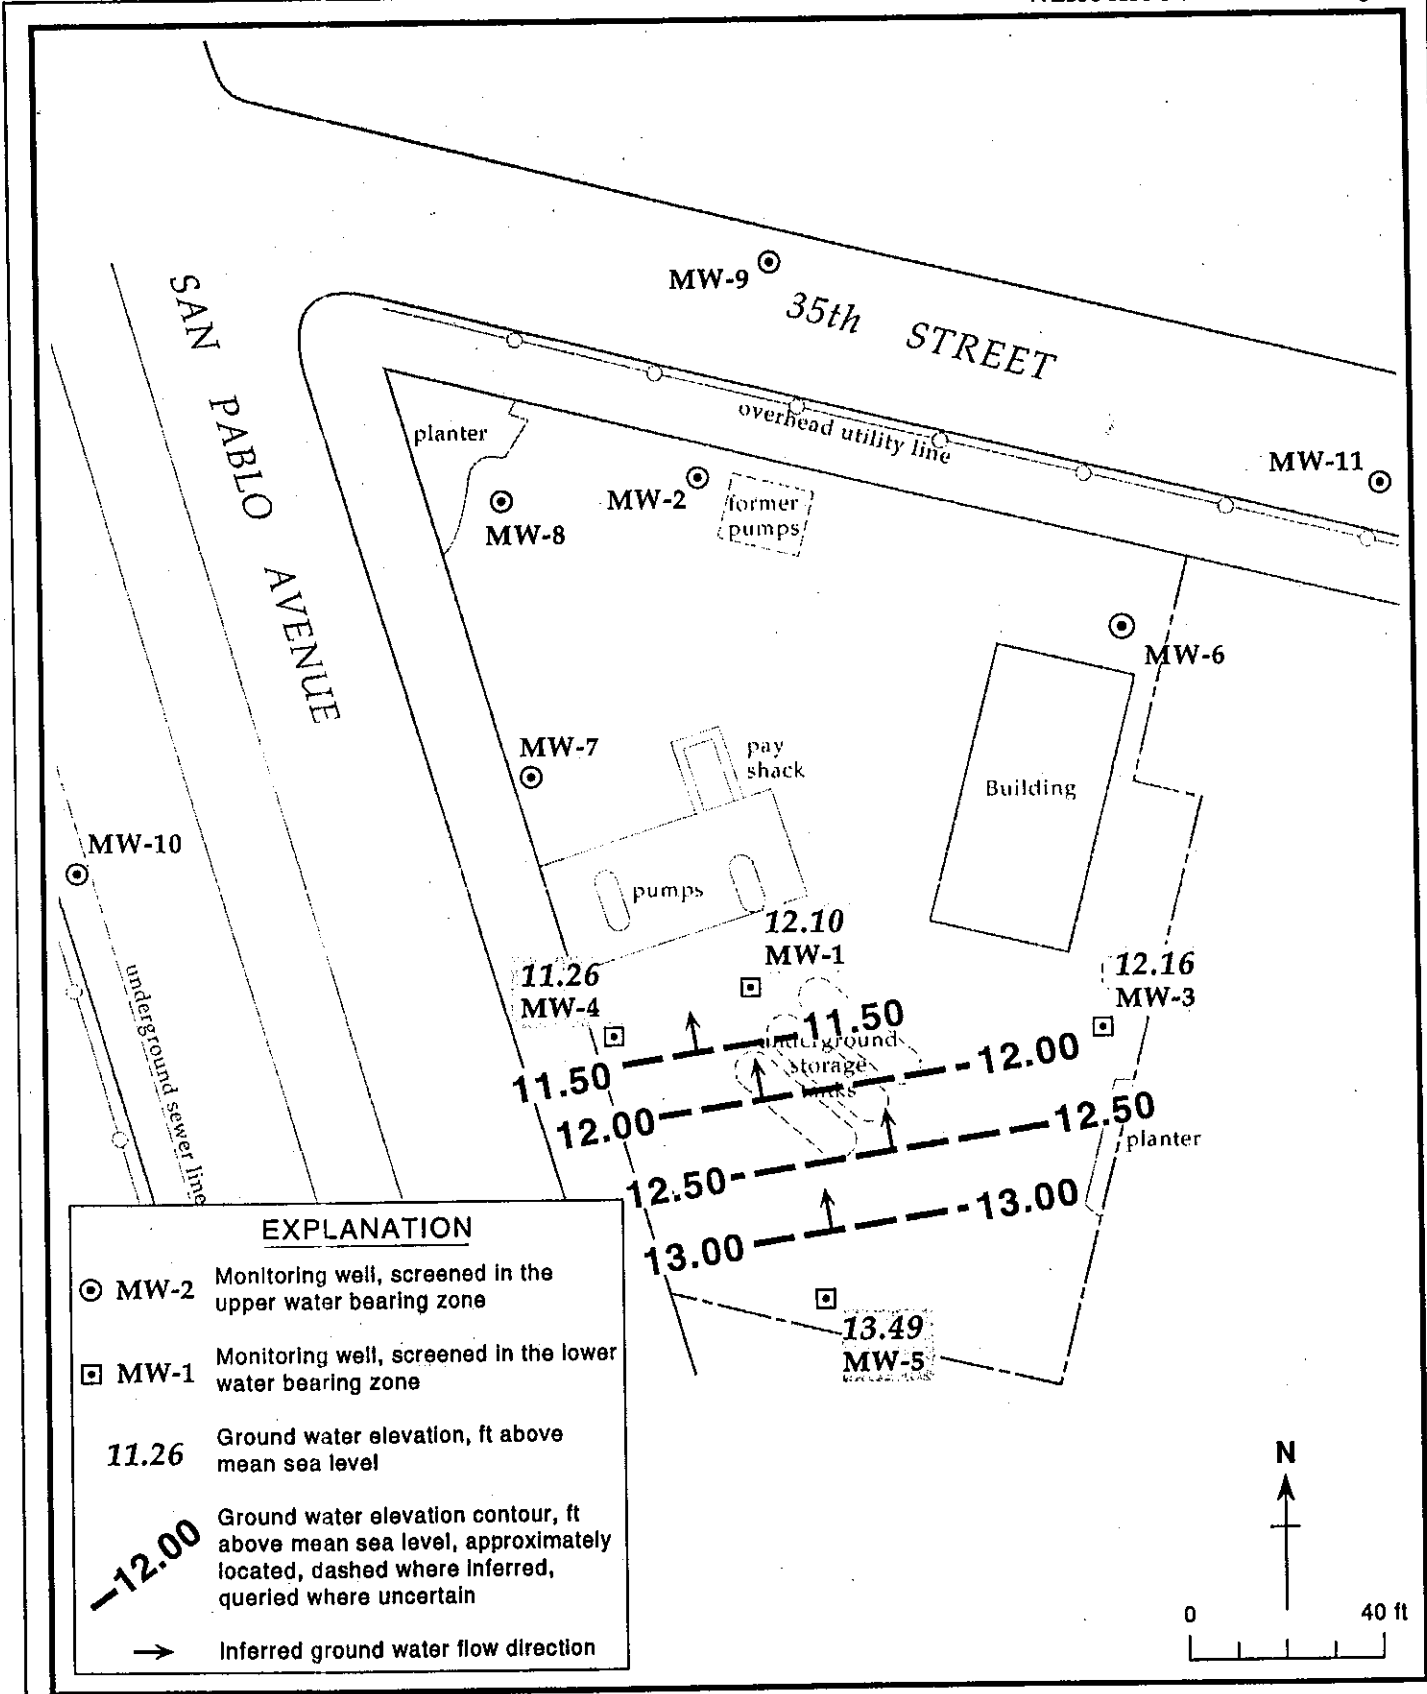 MW-9
35th STREET
SAN PABLO AVENUE
planter
overhead utility line
MW-11
MW-2
former
pumps
MW-8
MW-6
MW-7
pay
shack
Building
MW-10
pumps
12.10
MW-1
11.26
MW-4
12.16
MW-3
underground sewer line
11.50
11.50
underground
storage
tanks
12.00
12.00
12.50
12.50
planter
13.00
13.00
13.49
MW-5
EXPLANATION
MW-2 Monitoring well, screened in the
upper water bearing zone
MW-1 Monitoring well, screened in the lower
water bearing zone
11.26 Ground water elevation, ft above
mean sea level
12.00 Ground water elevation contour, ft
above mean sea level, approximately
located, dashed where inferred,
queried where uncertain
Inferred ground water flow direction
N
0 40 ft